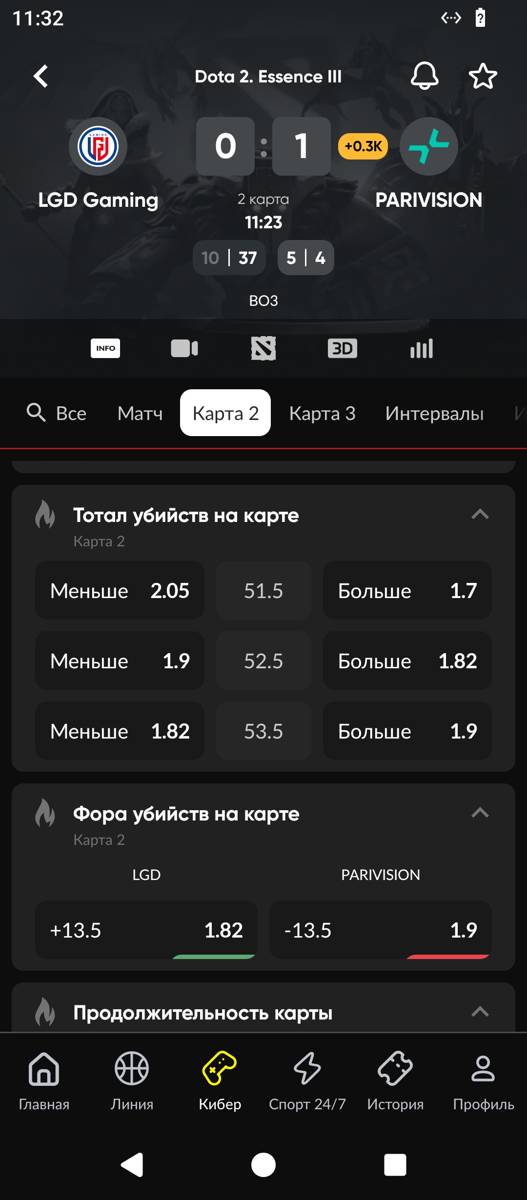 11:32
Dota 2. Essence III
0 : 1 +0.3K
LGD Gaming
PARIVISION
2 карта
11:23
10 | 37 5 | 4
BO3
INFO 3D
Все Матч Карта 2 Карта 3 Интервалы
Тотал убийств на карте
Карта 2
Меньше 2.05 51.5 Больше 1.7
Меньше 1.9 52.5 Больше 1.82
Меньше 1.82 53.5 Больше 1.9
Фора убийств на карте
Карта 2
LGD PARIVISION
+13.5 1.82 -13.5 1.9
Продолжительность карты
Главная Линия Кибер Спорт 24/7 История Профиль